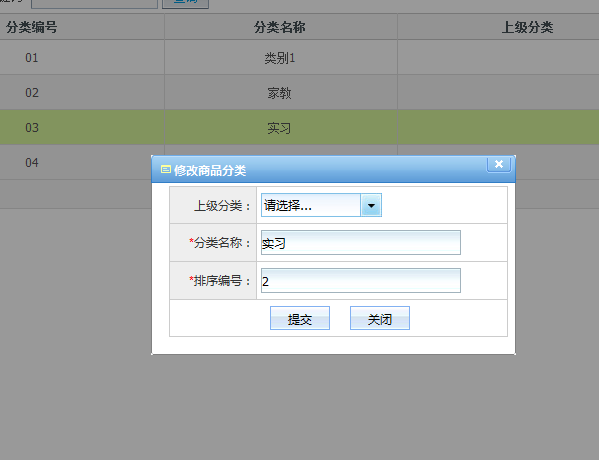 查询
分类编号 分类名称 上级分类
01 类别1
02 家教
03 实习
04
修改商品分类
上级分类： 请选择...
*分类名称： 实习
*排序编号： 2
提交 关闭